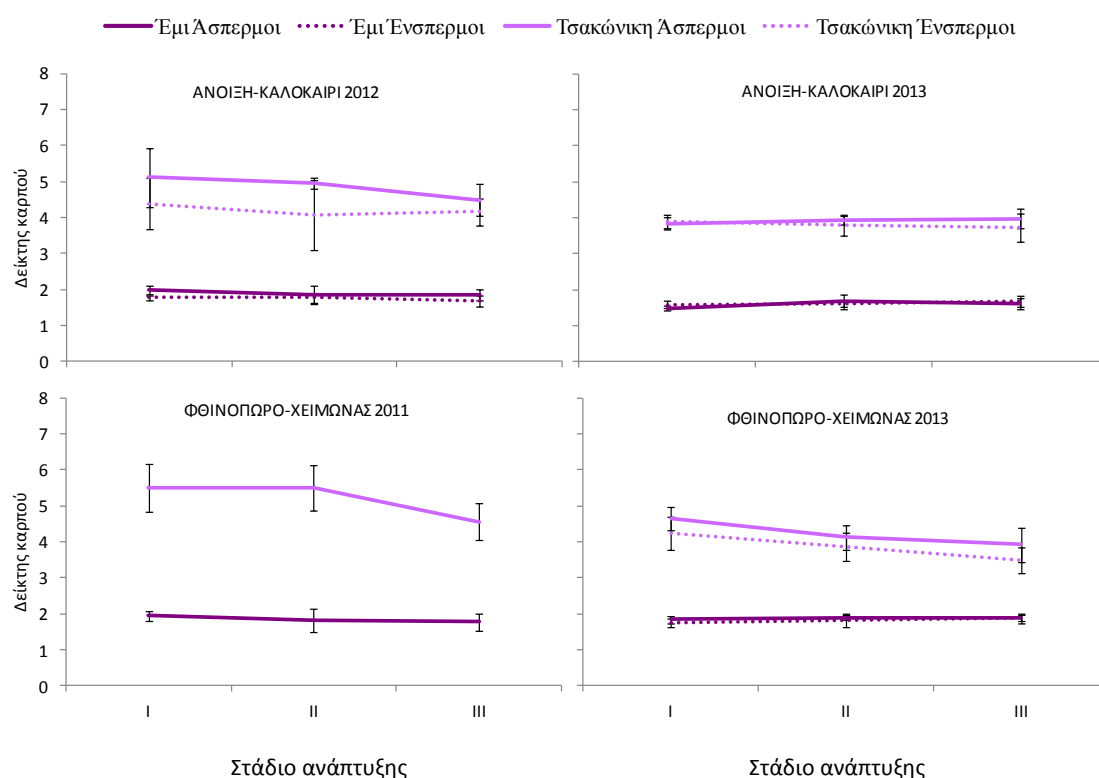 Έμι Άσπερμοι Έμι Ένσπερμοι Τσακώνικη Άσπερμοι Τσακώνικη Ένσπερμοι
ΑΝΟΙΞΗ-ΚΑΛΟΚΑΙΡΙ 2012
8
7
6
5
4
3
2
1
0
Δείκτης καρπού
ΑΝΟΙΞΗ-ΚΑΛΟΚΑΙΡΙ 2013
ΦΘΙΝΟΠΩΡΟ-ΧΕΙΜΩΝΑΣ 2011
8
7
6
5
4
3
2
1
0
Δείκτης καρπού
I II III
Στάδιο ανάπτυξης
ΦΘΙΝΟΠΩΡΟ-ΧΕΙΜΩΝΑΣ 2013
I II III
Στάδιο ανάπτυξης